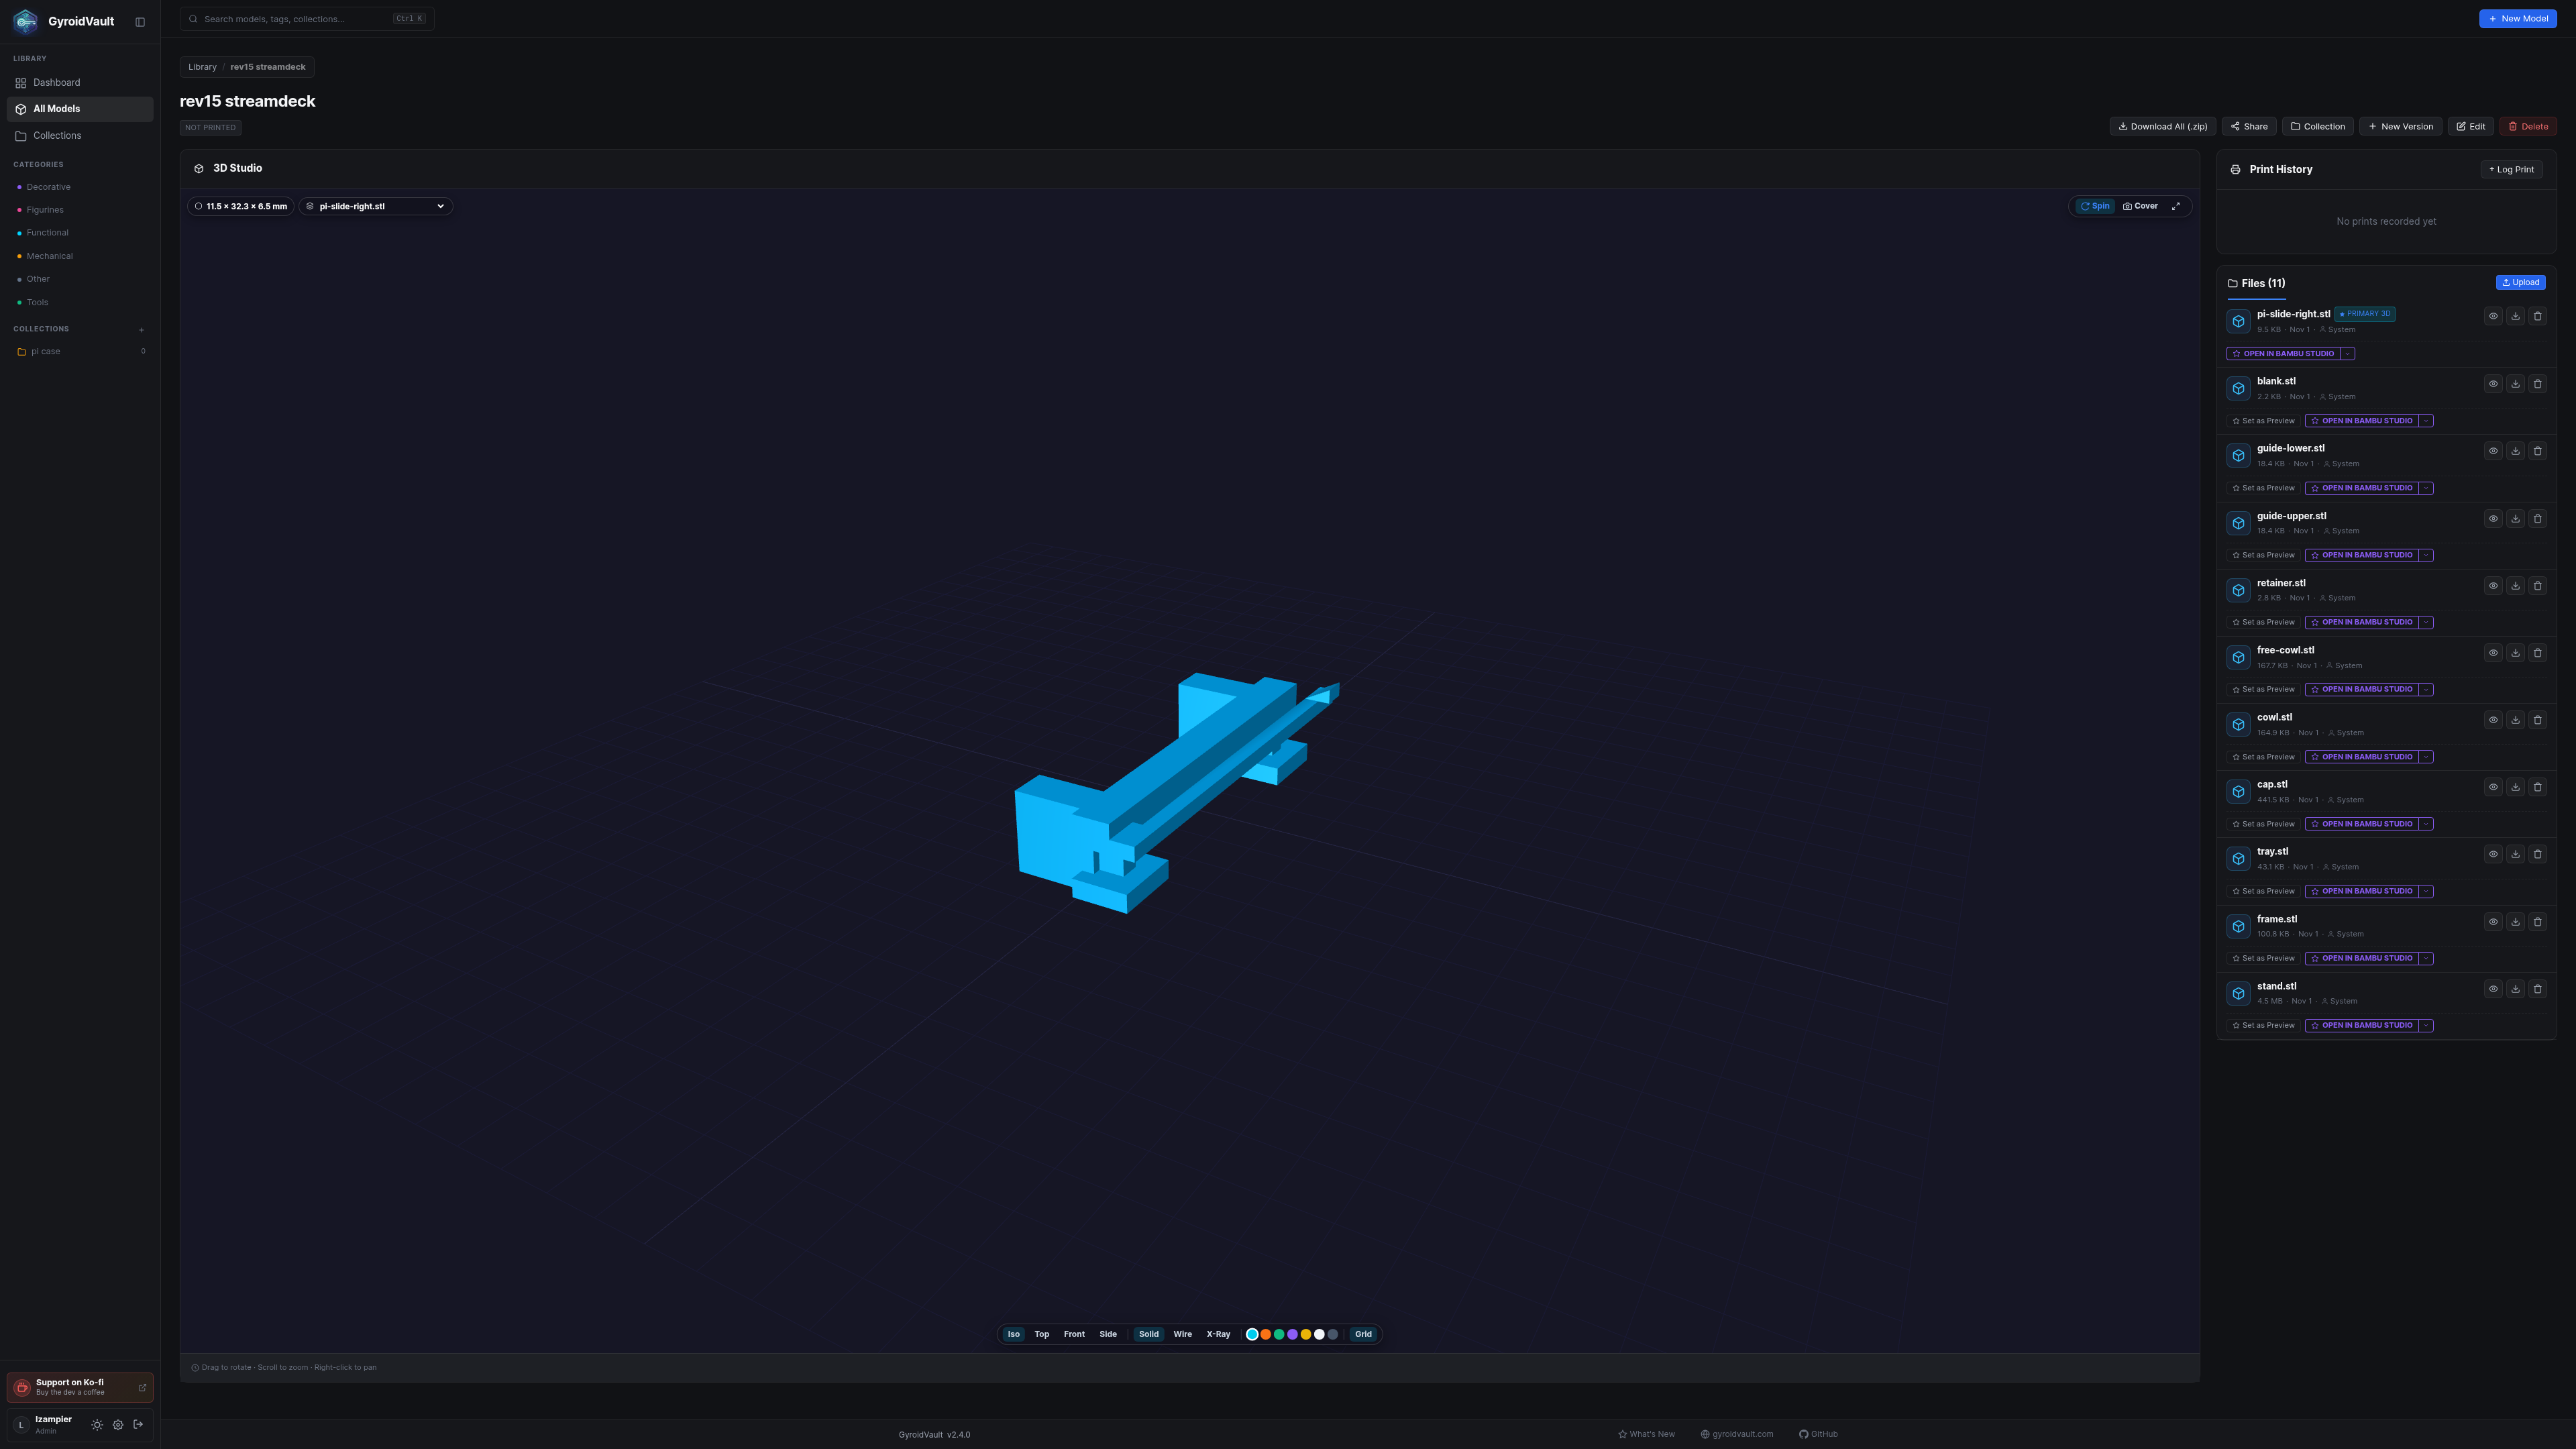 GyroidVault
Search models, tags, collections...
Ctrl K
New Model
LIBRARY
Dashboard
All Models
Collections
CATEGORIES
Decorative
Figurines
Functional
Mechanical
Other
Tools
COLLECTIONS +
pi case 0
Support on Ko-fi
Buy the dev a coffee
L
lzampier
Admin
Library / rev15 streamdeck
rev15 streamdeck
NOT PRINTED
Download All (.zip)
Share
Collection
New Version
Edit
Delete
3D Studio
11.5 × 32.3 × 6.5 mm
pi-slide-right.stl
Spin
Cover
Iso
Top
Front
Side
Solid
Wire
X-Ray
Grid
Drag to rotate · Scroll to zoom · Right-click to pan
Print History
+ Log Print
No prints recorded yet
Files (11)
Upload
pi-slide-right.stl ★ PRIMARY 3D
9.5 KB · Nov 1 · System
OPEN IN BAMBU STUDIO
blank.stl
2.2 KB · Nov 1 · System
Set as Preview OPEN IN BAMBU STUDIO
guide-lower.stl
18.4 KB · Nov 1 · System
Set as Preview OPEN IN BAMBU STUDIO
guide-upper.stl
18.4 KB · Nov 1 · System
Set as Preview OPEN IN BAMBU STUDIO
retainer.stl
2.8 KB · Nov 1 · System
Set as Preview OPEN IN BAMBU STUDIO
free-cowl.stl
167.7 KB · Nov 1 · System
Set as Preview OPEN IN BAMBU STUDIO
cowl.stl
164.9 KB · Nov 1 · System
Set as Preview OPEN IN BAMBU STUDIO
cap.stl
441.5 KB · Nov 1 · System
Set as Preview OPEN IN BAMBU STUDIO
tray.stl
43.1 KB · Nov 1 · System
Set as Preview OPEN IN BAMBU STUDIO
frame.stl
100.8 KB · Nov 1 · System
Set as Preview OPEN IN BAMBU STUDIO
stand.stl
4.5 MB · Nov 1 · System
Set as Preview OPEN IN BAMBU STUDIO
GyroidVault v2.4.0
What's New
gyroidvault.com
GitHub